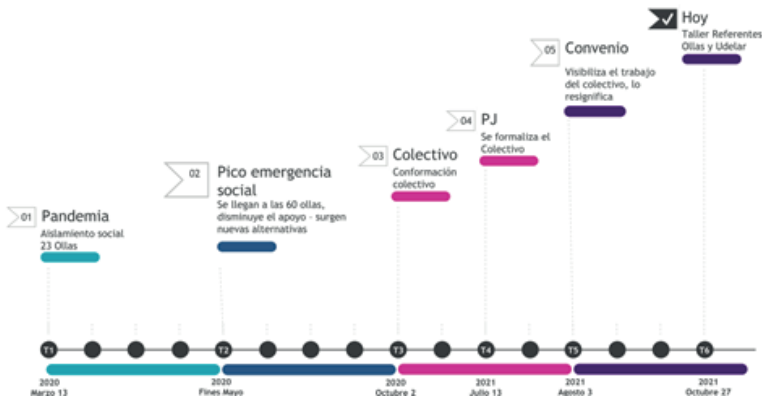 01 Pandemia
Aislamiento social
23 Ollas
02 Pico emergencia
social
Se llegan a las 60 ollas,
disminuye el apoyo - surgen
nuevas alternativas
03 Colectivo
Conformación
colectivo
04 PJ
Se formaliza el
Colectivo
05 Convenio
Visibiliza el trabajo
del colectivo, lo
resignifica
Hoy
Taller Referentes
Ollas y Udelar
T1 T2 T3 T4 T5 T6
2020
Marzo 13
2020
Fines Mayo
2020
Octubre 2
2021
Julio 13
2021
Agosto 3
2021
Octubre 27